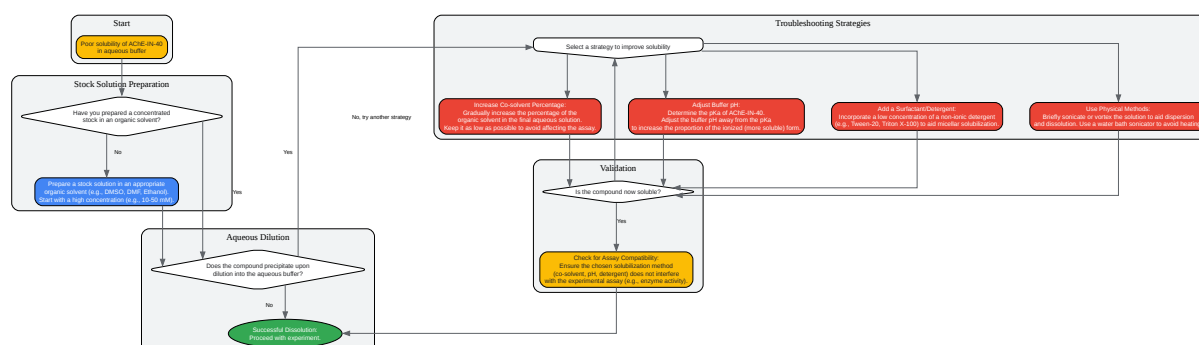 Start
Poor solubility of AChE-IN-40
in aqueous buffer
Stock Solution Preparation
Have you prepared a concentrated
stock in an organic solvent?
No
Yes
Prepare a stock solution in an appropriate
organic solvent (e.g., DMSO, DMF, Ethanol).
Start with a high concentration (e.g., 10-50 mM).
Aqueous Dilution
Does the compound precipitate upon
dilution into the aqueous buffer?
Yes
No
Successful Dissolution:
Proceed with experiment.
Troubleshooting Strategies
Select a strategy to improve solubility
Increase Co-solvent Percentage:
Gradually increase the percentage of the
organic solvent in the final aqueous solution.
Keep it as low as possible to avoid affecting the assay.
Adjust Buffer pH:
Determine the pKa of AChE-IN-40.
Adjust the buffer pH away from the pKa
to increase the proportion of the ionized (more soluble) form.
Add a Surfactant/Detergent:
Incorporate a low concentration of a non-ionic detergent
(e.g., Tween-20, Triton X-100) to aid micellar solubilization.
Use Physical Methods:
Briefly sonicate or vortex the solution to aid dispersion
and dissolution. Use a water bath sonicator to avoid heating
No, try another strategy
Validation
Is the compound now soluble?
Yes
Check for Assay Compatibility:
Ensure the chosen solubilization method
(co-solvent, pH, detergent) does not interfere
with the experimental assay (e.g., enzyme activity).